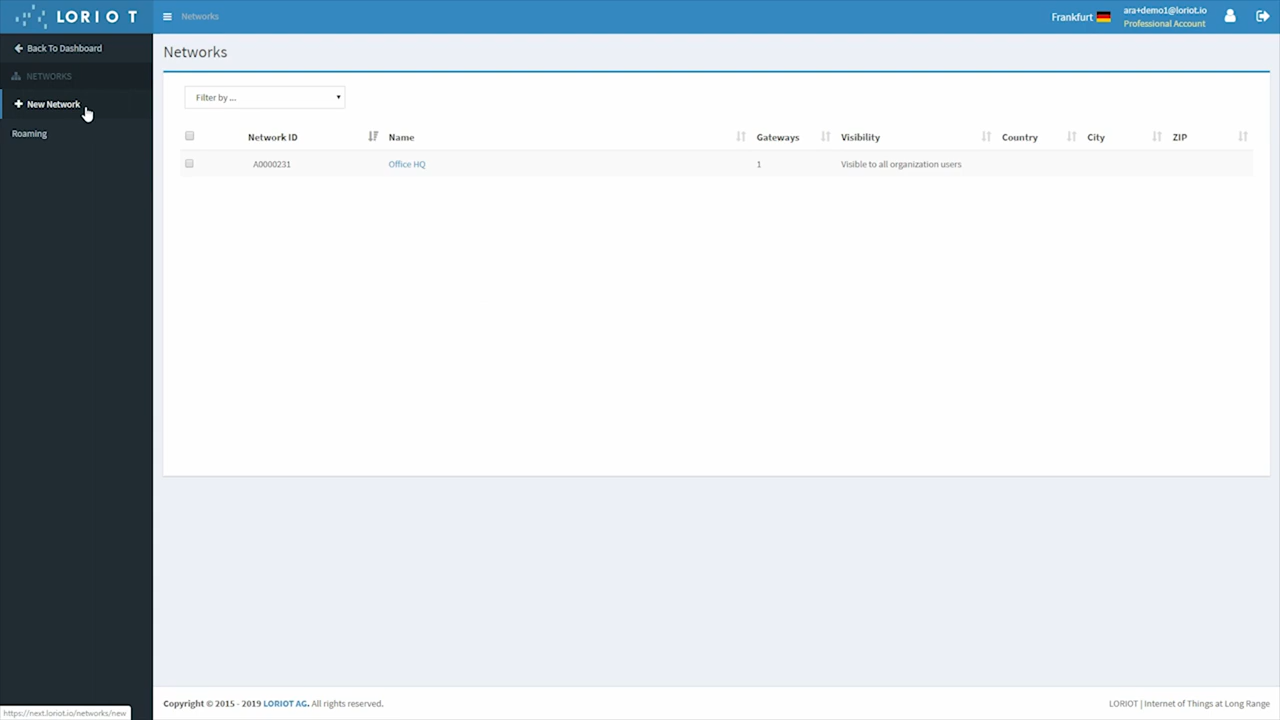 LORIOT
Networks
Frankfurt
ara+demo1@loriot.io
Professional Account
Back To Dashboard
NETWORKS
New Network
Roaming
Networks
Filter by ...
Network ID Name Gateways Visibility Country City ZIP
A0000231 Office HQ 1 Visible to all organization users
Copyright © 2015 - 2019 LORIOT AG. All rights reserved.
LORIOT | Internet of Things at Long Range
https://next.loriot.io/networks/new